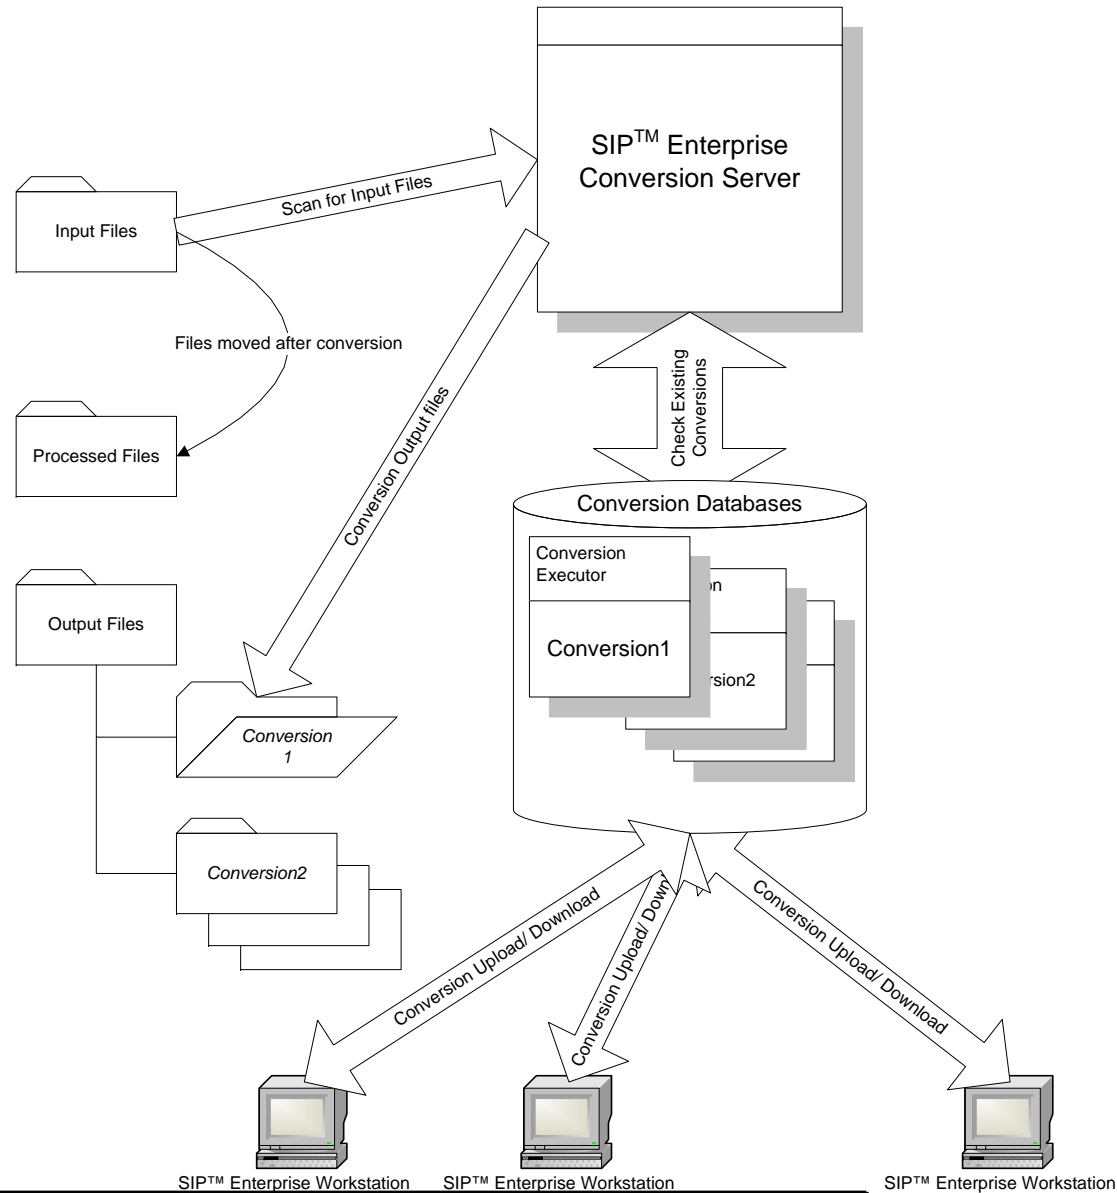 SIP™ Enterprise
Conversion Server
Scan for Input Files
Input Files
Files moved after conversion
Check Existing
Conversions
Conversion Output files
Processed Files
Conversion Databases
Conversion
Executor
on
Conversion1
rsion2
Output Files
Conversion
1
Conversion2
Conversion Upload/ Download
Conversion Upload/ Down
Conversion Upload/ Download
SIP™ Enterprise Workstation
SIP™ Enterprise Workstation
SIP™ Enterprise Workstation